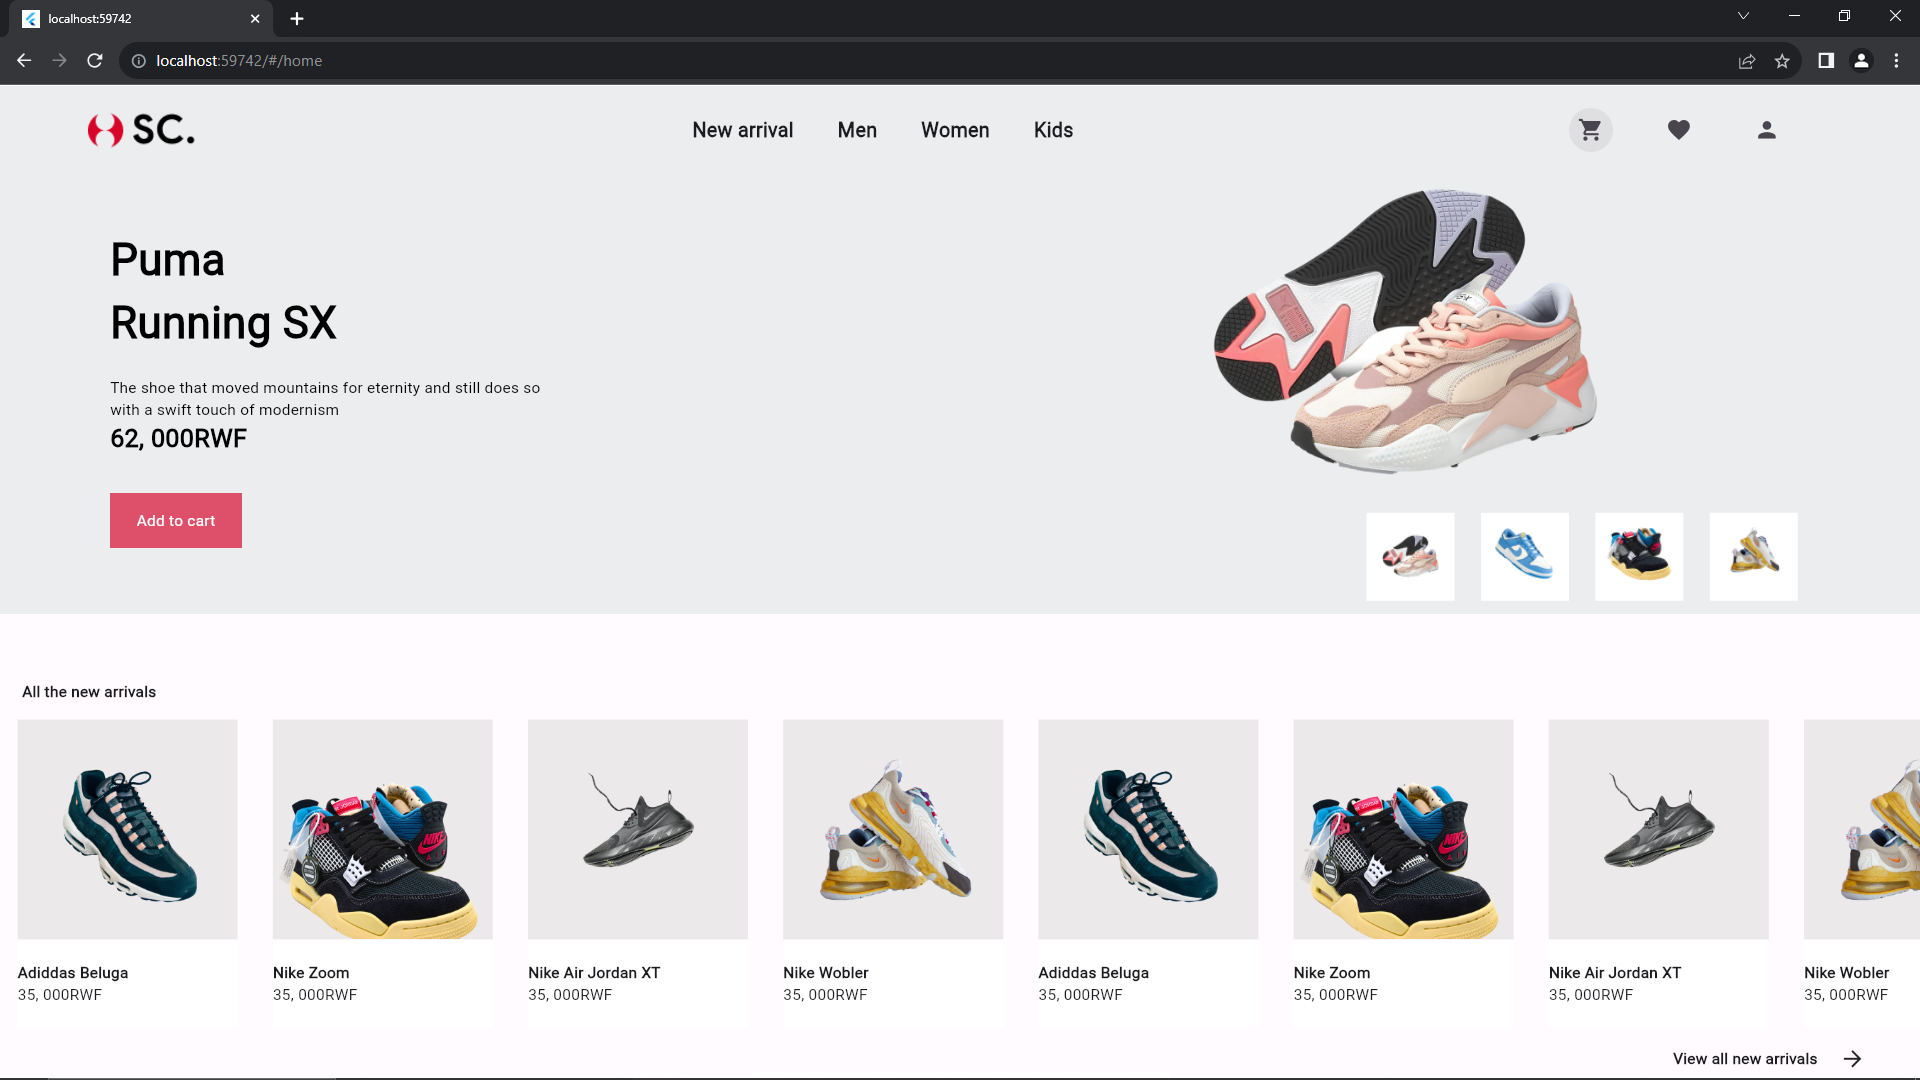 localhost:59742
localhost:59742/#/home
SC.
New arrival
Men
Women
Kids
Puma
Running SX
The shoe that moved mountains for eternity and still does so
with a swift touch of modernism
62, 000RWF
Add to cart
All the new arrivals
NIKE
NIKE
Adiddas Beluga
Nike Zoom
Nike Air Jordan XT
Nike Wobler
Adiddas Beluga
Nike Zoom
Nike Air Jordan XT
Nike Wobler
35, 000RWF
35, 000RWF
35, 000RWF
35, 000RWF
35, 000RWF
35, 000RWF
35, 000RWF
35, 000RWF
View all new arrivals